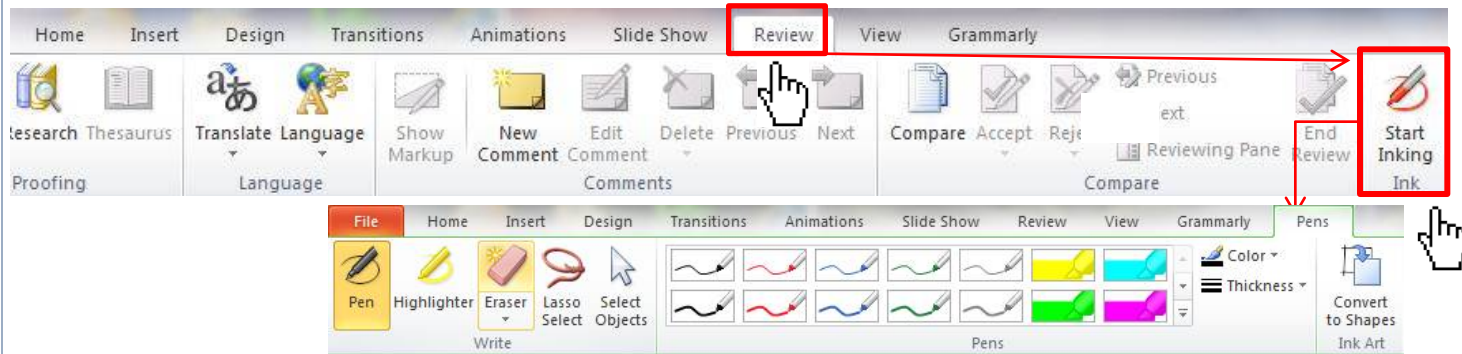 Home Insert Design Transitions Animations Slide Show Review View Grammarly
Research Thesaurus Translate Language Show Markup New Comment Edit Comment Delete Previous Next Compare Accept Reje Previous
ext
Reviewing Pane End Review Start Inking
Proofing Language Comments Compare Ink
File Home Insert Design Transitions Animations Slide Show Review View Grammarly Pens
Color
Thickness
Pen Highlighter Eraser Lasso Select Select Objects Convert to Shapes
Write Pens Ink Art